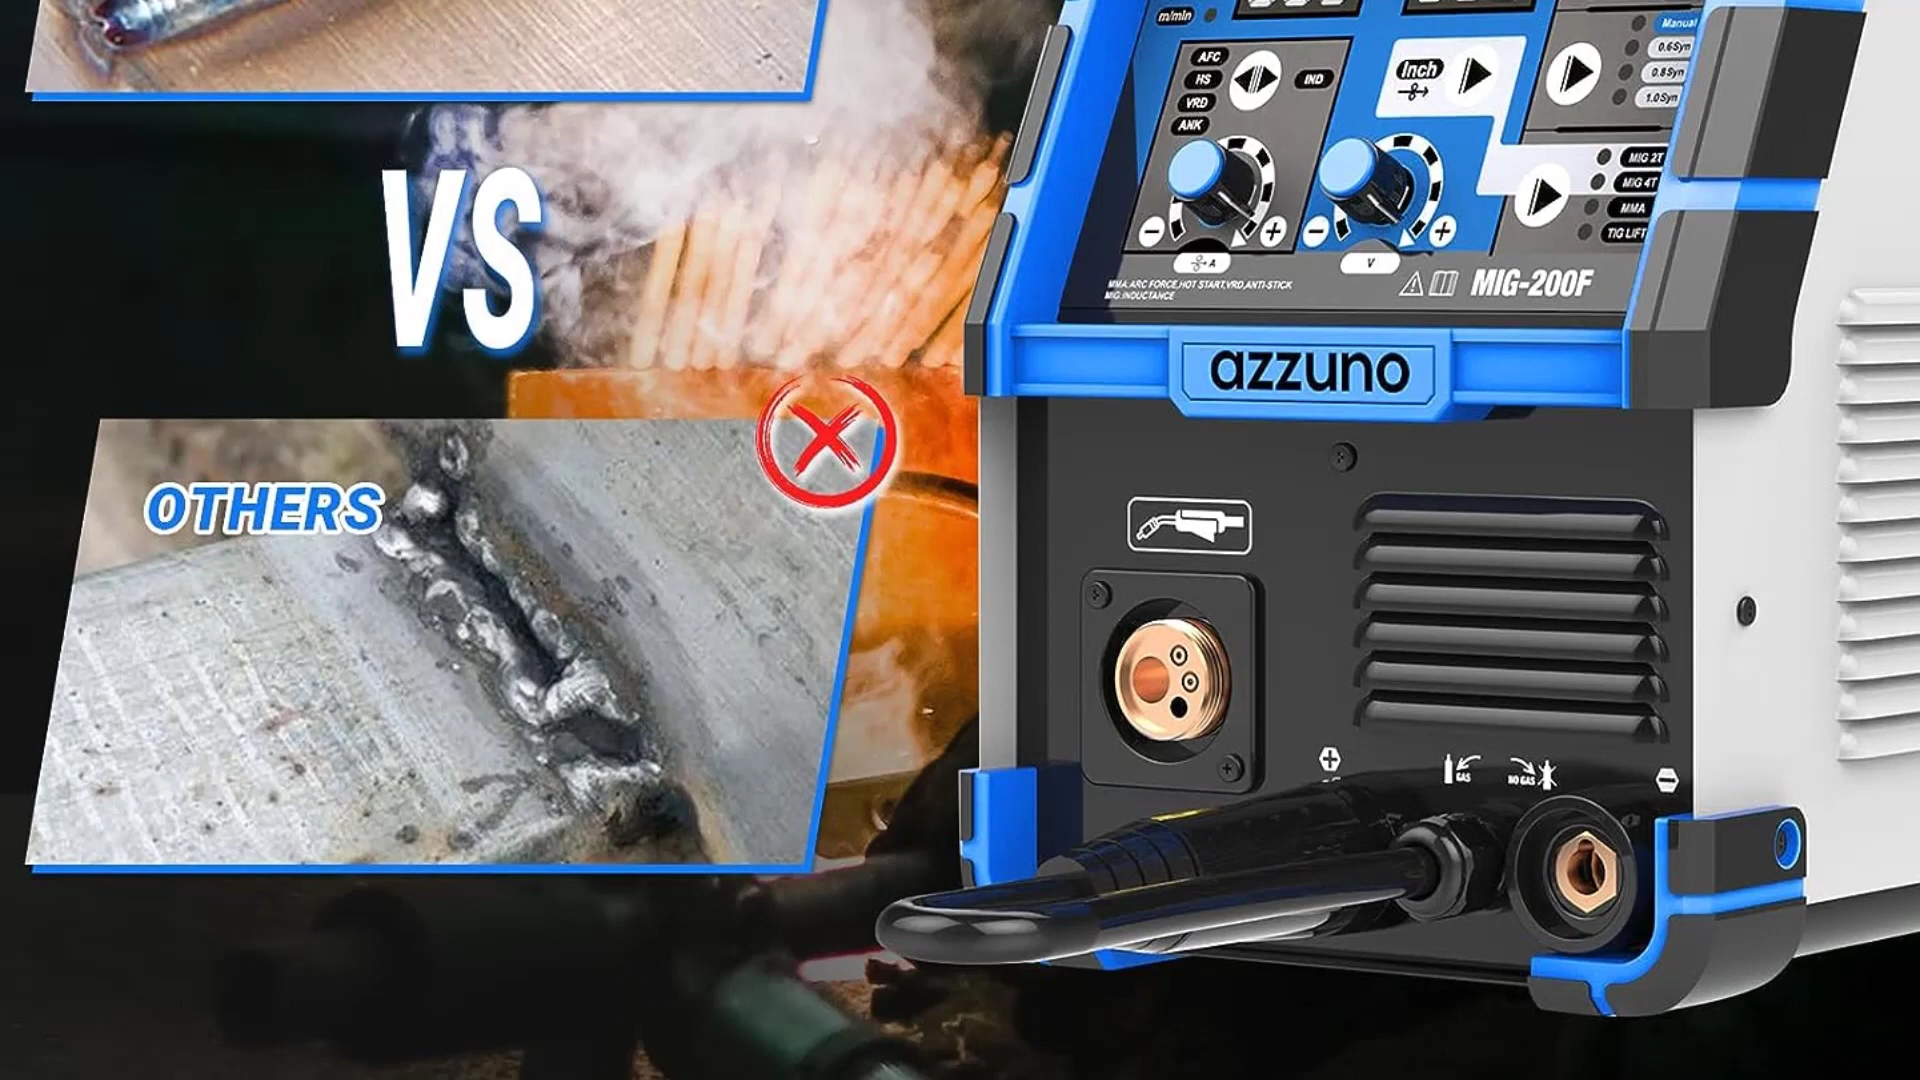 m/min
AFC
HS
VRD
ANK
IND
Inch
Manual
0.6Syn
0.8Syn
1.0Syn
MIG 2T
MIG 4T
MMA
TIG LIFT
A
V
MMA:ARC FORCE,HOT START,VRD,ANTI-STICK
MIG:INDUCTANCE
MIG-200F
azzuno
VS
OTHERS
GAS
NO GAS